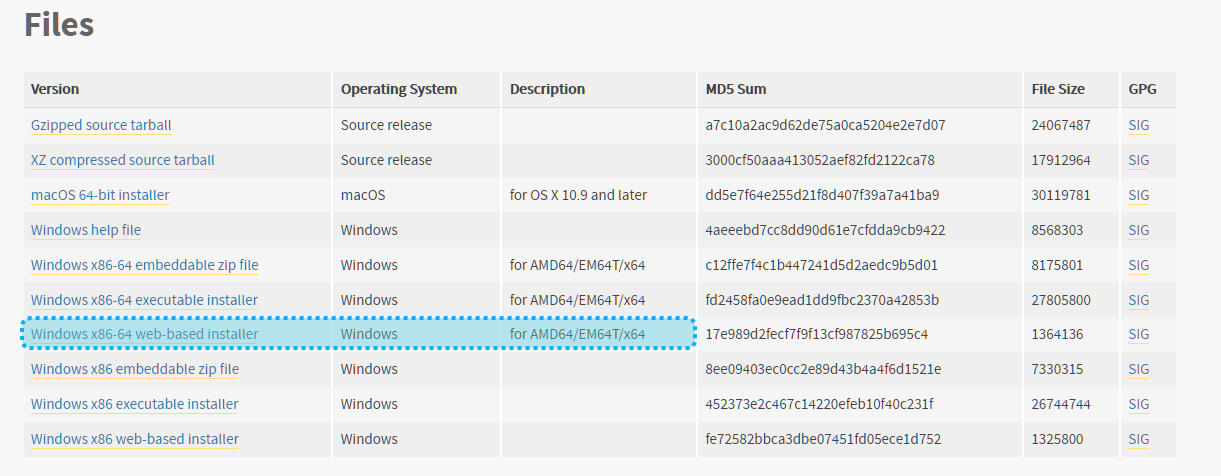 Files
Version Operating System Description MD5 Sum File Size GPG
Gzipped source tarball Source release a7c10a2ac9d62de75a0ca5204e2e7d07 24067487 SIG
XZ compressed source tarball Source release 3000cf50aaa413052aef82fd2122ca78 17912964 SIG
macOS 64-bit installer macOS for OS X 10.9 and later dd5e7f64e255d21f8d407f39a7a41ba9 30119781 SIG
Windows help file Windows 4aeeebd7cc8dd90d61e7cfdda9cb9422 8568303 SIG
Windows x86-64 embeddable zip file Windows for AMD64/EM64T/x64 c12ffe7f4c1b447241d5d2aedc9b5d01 8175801 SIG
Windows x86-64 executable installer Windows for AMD64/EM64T/x64 fd2458fa0e9ead1dd9fbc2370a42853b 27805800 SIG
Windows x86-64 web-based installer Windows for AMD64/EM64T/x64 17e989d2fecf7f9f13cf987825b695c4 1364136 SIG
Windows x86 embeddable zip file Windows 8ee09403ec0cc2e89d43b4a4f6d1521e 7330315 SIG
Windows x86 executable installer Windows 452373e2c467c14220efeb10f40c231f 26744744 SIG
Windows x86 web-based installer Windows fe72582bbca3dbe07451fd05ece1d752 1325800 SIG